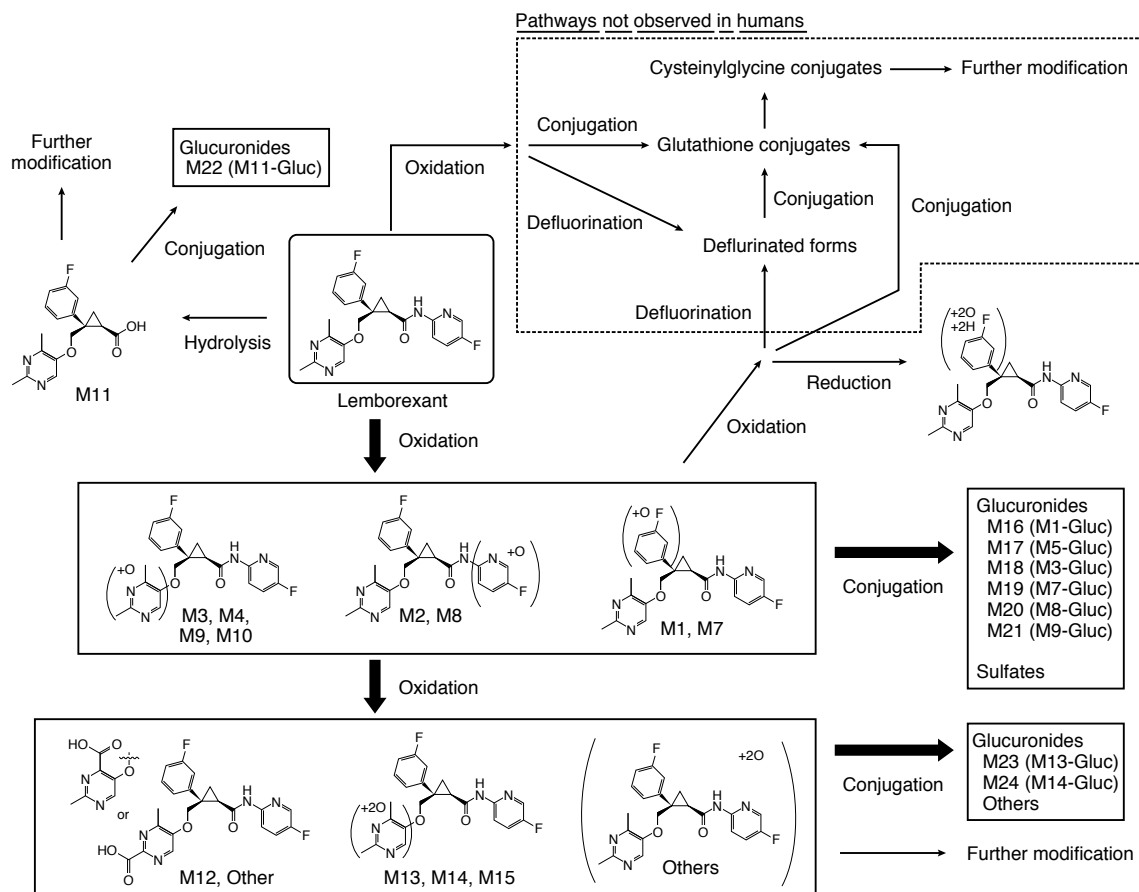 Pathways not observed in humans
Cysteinylglycine conjugates
Further modification
Further
modification
Glucuronides
M22 (M11-Gluc)
Conjugation
Glutathione conjugates
Oxidation
Conjugation
Conjugation
Defluorination
Conjugation
Deflurinated forms
F
OH
O
O
N
N
M11
Hydrolysis
F
H
N
N
O
O
N
N
F
Lemborexant
Defluorination
+2O
+2H
F
H
N
N
O
O
N
N
F
Reduction
Oxidation
Oxidation
F
H
N
N
+O
O
O
N
N
F
M3, M4,
M9, M10
F
H
N
N
+O
O
O
N
N
F
M2, M8
+O
F
H
N
N
O
O
N
N
F
M1, M7
Conjugation
Glucuronides
M16 (M1-Gluc)
M17 (M5-Gluc)
M18 (M3-Gluc)
M19 (M7-Gluc)
M20 (M8-Gluc)
M21 (M9-Gluc)
Sulfates
Oxidation
HO
O
O
N
N
or
F
H
N
N
O
O
N
N
F
HO
O
M12, Other
F
H
N
N
+2O
O
O
N
N
F
M13, M14, M15
+2O
F
H
N
N
O
O
N
N
F
Others
Conjugation
Glucuronides
M23 (M13-Gluc)
M24 (M14-Gluc)
Others
Further modification